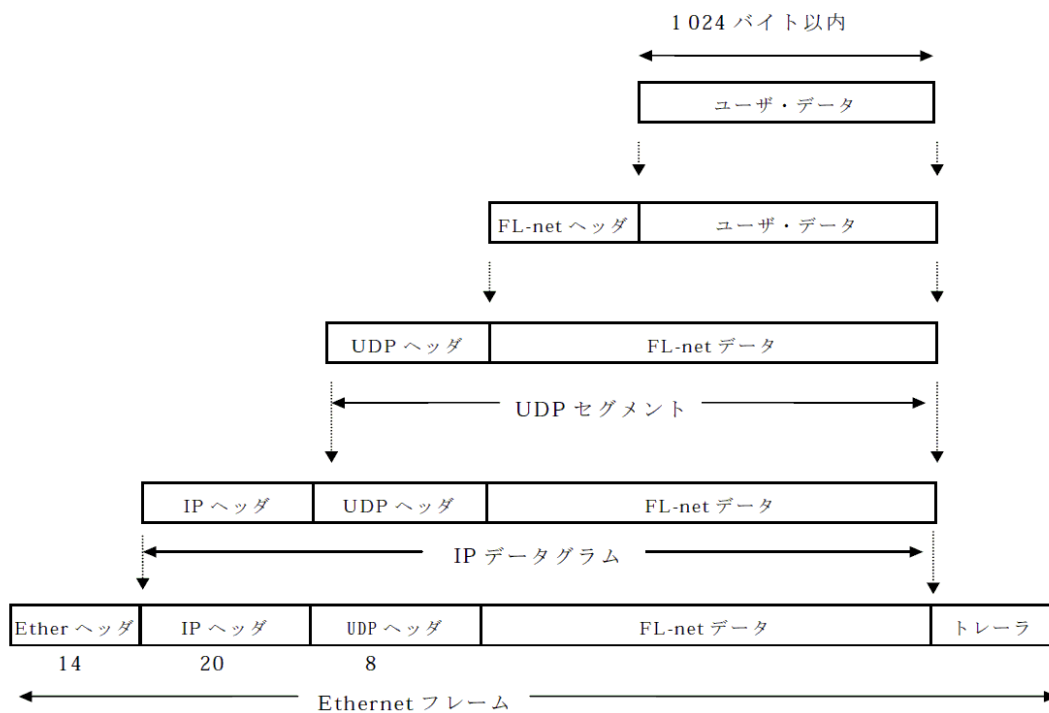 1 024 バイト以内
ユーザ・データ
FL-net ヘッダ ユーザ・データ
UDP ヘッダ FL-net データ
UDP セグメント
IP ヘッダ UDP ヘッダ FL-net データ
IP データグラム
Ether ヘッダ IP ヘッダ UDP ヘッダ FL-net データ トレーラ
14 20 8
Ethernet フレーム